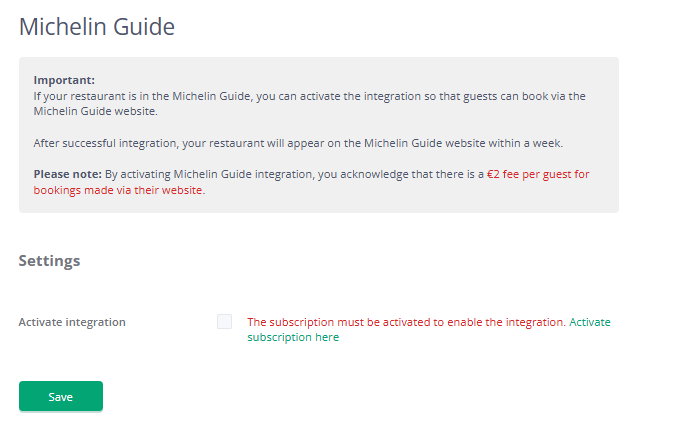 Michelin Guide
Important:
If your restaurant is in the Michelin Guide, you can activate the integration so that guests can book via the
Michelin Guide website.
After successful integration, your restaurant will appear on the Michelin Guide website within a week.
Please note: By activating Michelin Guide integration, you acknowledge that there is a €2 fee per guest for
bookings made via their website.
Settings
Activate integration The subscription must be activated to enable the integration. Activate
subscription here
Save